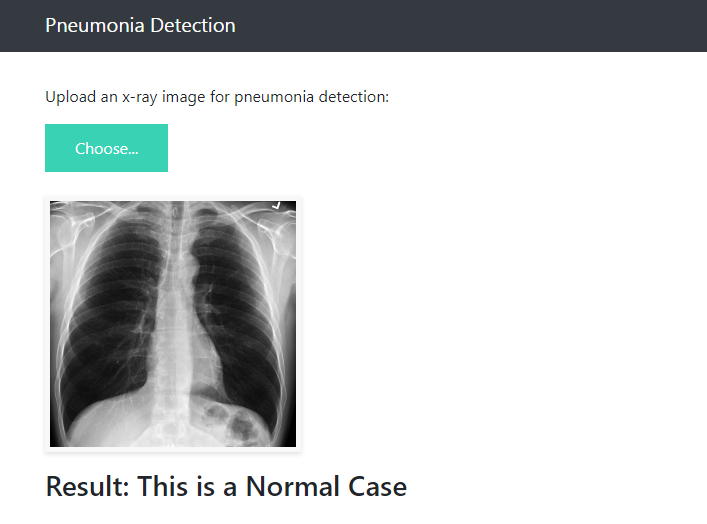 Pneumonia Detection
Upload an x-ray image for pneumonia detection:
Choose...
Result: This is a Normal Case